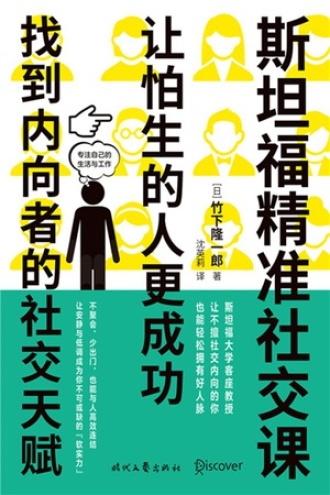 斯坦福精准社交课
[日]竹下隆一郎 著
沈英莉 译
让怕生的人更成功
找到内向者的社交天赋
专注自己的
生活与工作
斯坦福大学客座教授
让不擅社交内向的你
也能轻松拥有好人脉
不聚会、少出门，也能与人高效连结
让安静与低调成为你不可或缺的「软实力」
时代文艺出版社
Discover